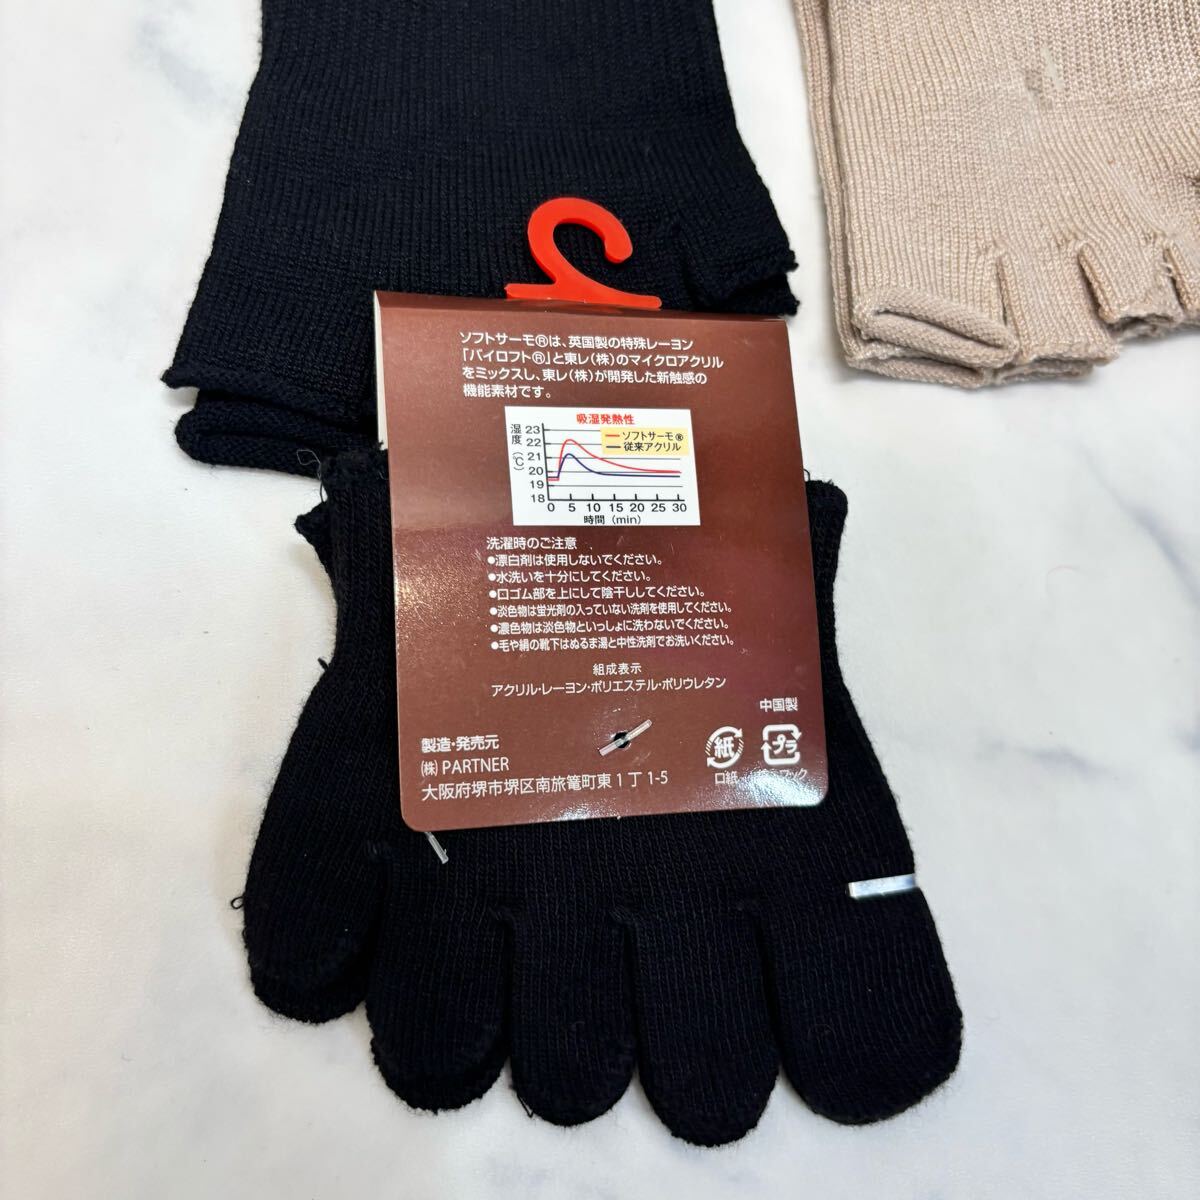 ソフトサーモ®は、英国製の特殊レーヨン
「バイロフト®」と東レ(株)のマイクロアクリル
をミックスし、東レ(株)が開発した新触感の
機能素材です。
吸湿発熱性
湿度(℃)
23
22
21
20
19
18
ソフトサーモ®
従来アクリル
0 5 10 15 20 25 30
時間 (min)
洗濯時のご注意
●漂白剤は使用しないでください。
●水洗いを十分にしてください。
●口ゴム部を上にして陰干ししてください。
●淡色物は蛍光剤の入っていない洗剤を使用してください。
●濃色物は淡色物といっしょに洗わないでください。
●毛や絹の靴下はぬるま湯と中性洗剤でお洗いください。
組成表示
アクリル・レーヨン・ポリエステル・ポリウレタン
中国製
製造・発売元
(株) PARTNER
大阪府堺市堺区南旅篭町東1丁1-5
紙
プラ
口紙
フック